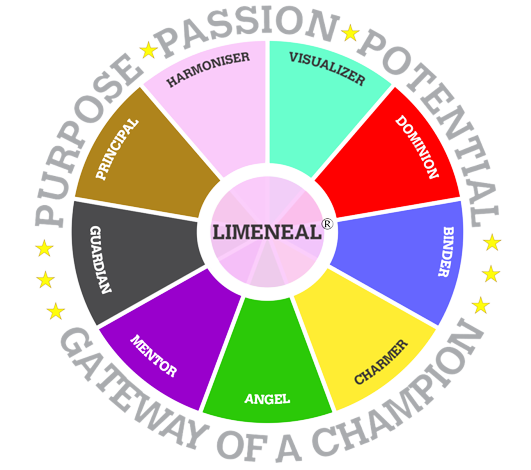 PURPOSE PASSION POTENTIAL
HARMONISER
VISUALIZER
DOMINION
BINDER
CHARMER
ANGEL
MENTOR
GUARDIAN
PRINCIPAL
LIMENEAL®
GATEWAY OF A CHAMPION